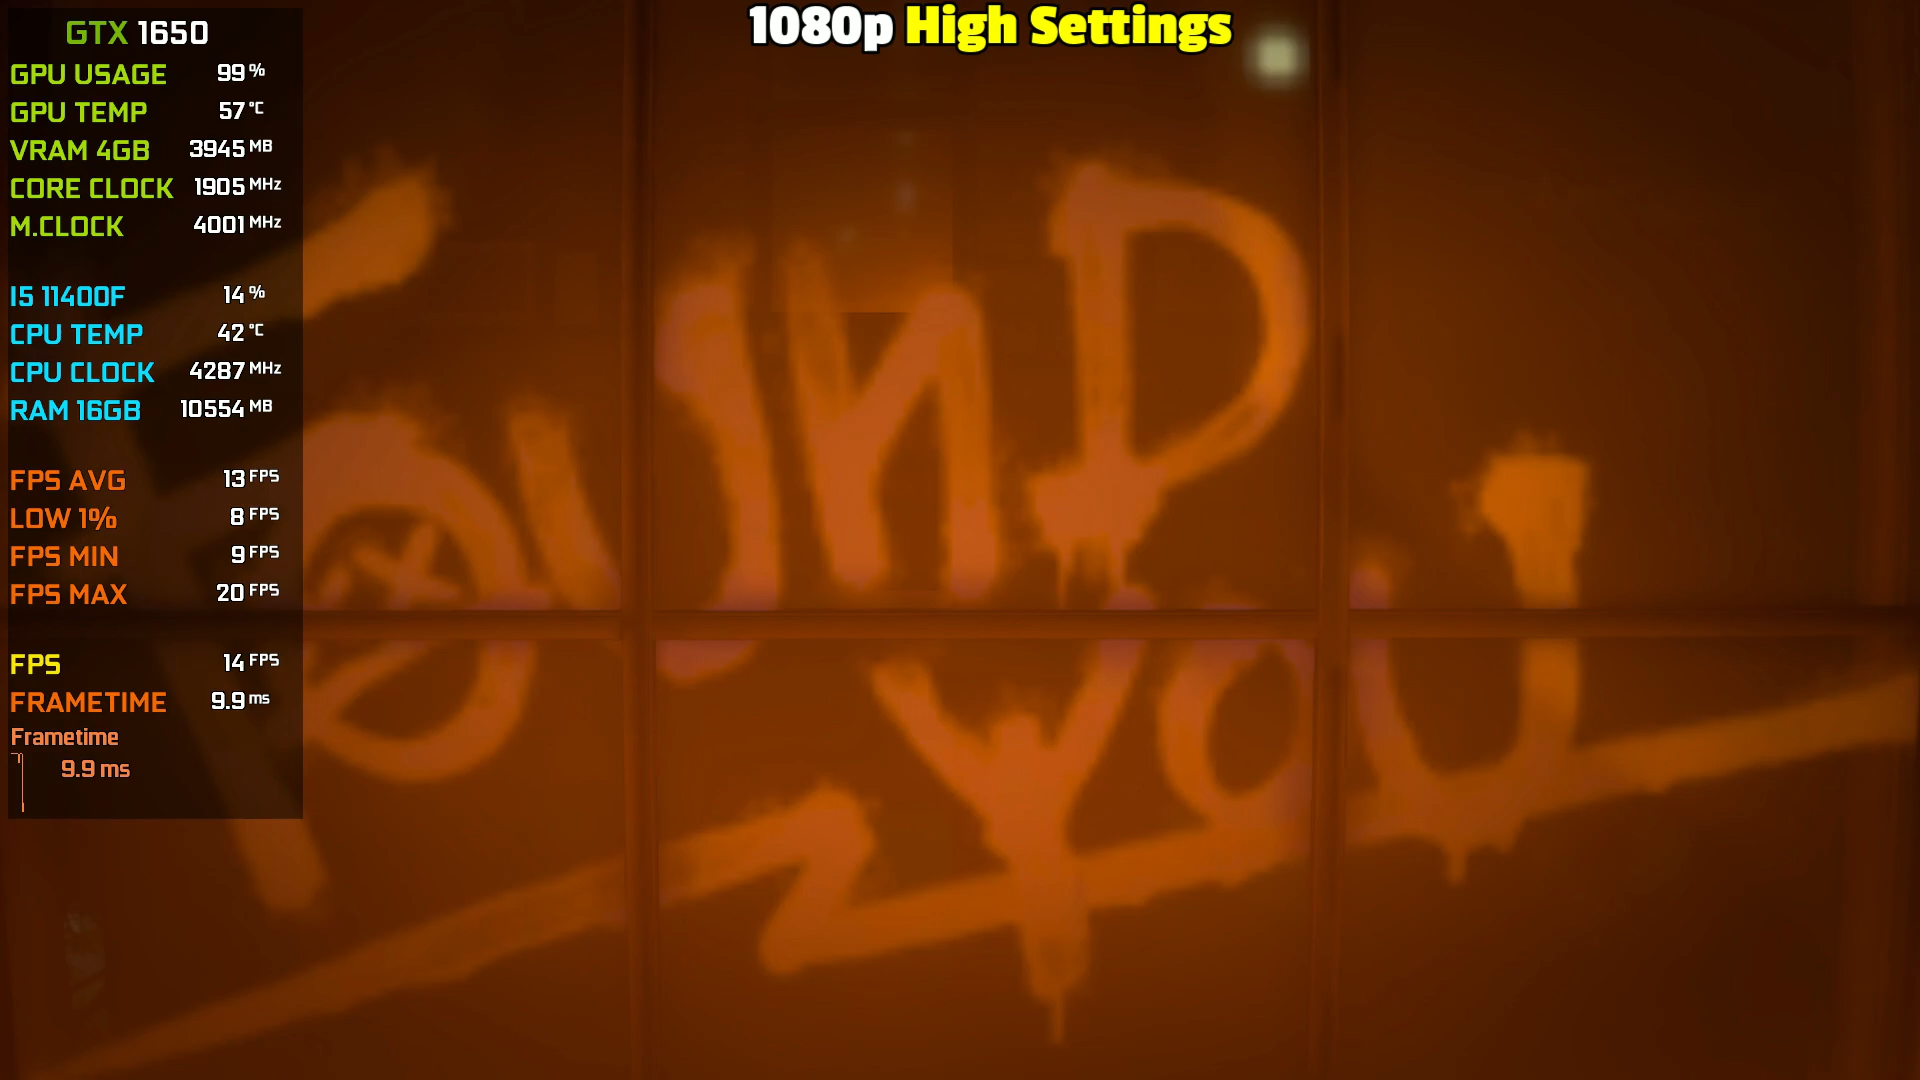 1080p High Settings
GTX 1650
GPU USAGE 99 %
GPU TEMP 57 °C
VRAM 4GB 3945 MB
CORE CLOCK 1905 MHz
M.CLOCK 4001 MHz
I5 11400F 14 %
CPU TEMP 42 °C
CPU CLOCK 4287 MHz
RAM 16GB 10554 MB
FPS AVG 13 FPS
LOW 1% 8 FPS
FPS MIN 9 FPS
FPS MAX 20 FPS
FPS 14 FPS
FRAMETIME 9.9 ms
Frametime
9.9 ms
FounD
You